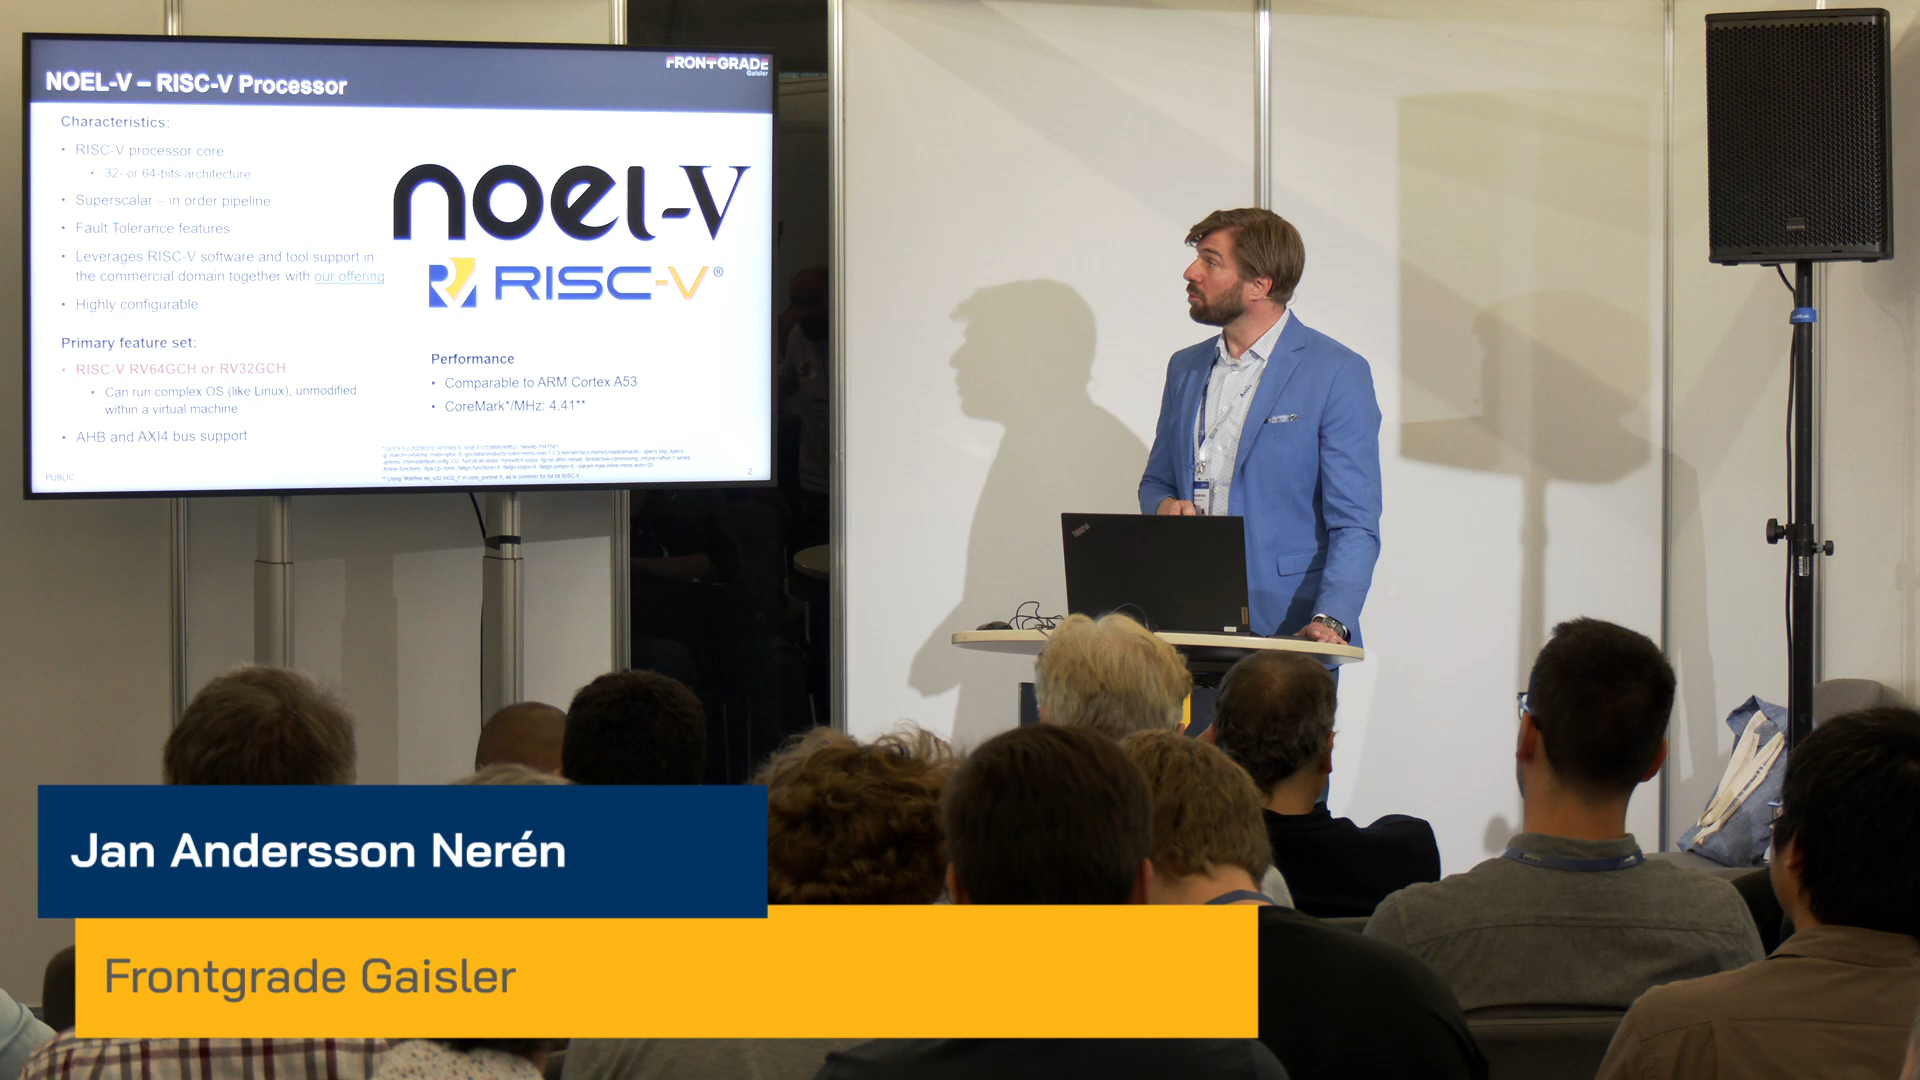 FRONTGRADE
Gaisler
NOEL-V – RISC-V Processor
Characteristics:
• RISC-V processor core
• 32- or 64-bits architecture
• Superscalar – in order pipeline
• Fault Tolerance features
• Leverages RISC-V software and tool support in
the commercial domain together with our offering
• Highly configurable
Primary feature set:
• RISC-V RV64GCH or RV32GCH
• Can run complex OS (like Linux), unmodified
within a virtual machine
• AHB and AXI4 bus support
noel-V
RISC-V®
Performance
• Comparable to ARM Cortex A53
• CoreMark*/MHz: 4.41**
PUBLIC
2
ThinkPad
Jan Andersson Nerén
Frontgrade Gaisler